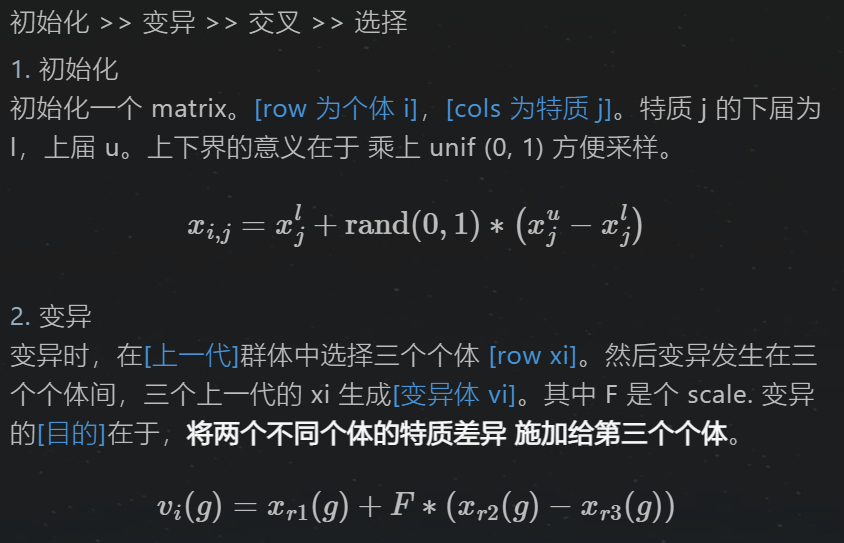 初始化 >> 变异 >> 交叉 >> 选择
1. 初始化
初始化一个 matrix。[row 为个体 i]，[cols 为特质 j]。特质 j 的下届为
l，上届 u。上下界的意义在于 乘上 unif (0, 1) 方便采样。
x_{i,j} = x_j^l + rand(0, 1) * (x_j^u − x_j^l)
2. 变异
变异时，在[上一代]群体中选择三个个体 [row xi]。然后变异发生在三
个个体间，三个上一代的 xi 生成[变异体 vi]。其中 F 是个 scale. 变异
的[目的]在于，将两个不同个体的特质差异 施加给第三个个体。
v_i(g) = x_{r1}(g) + F * (x_{r2}(g) − x_{r3}(g))